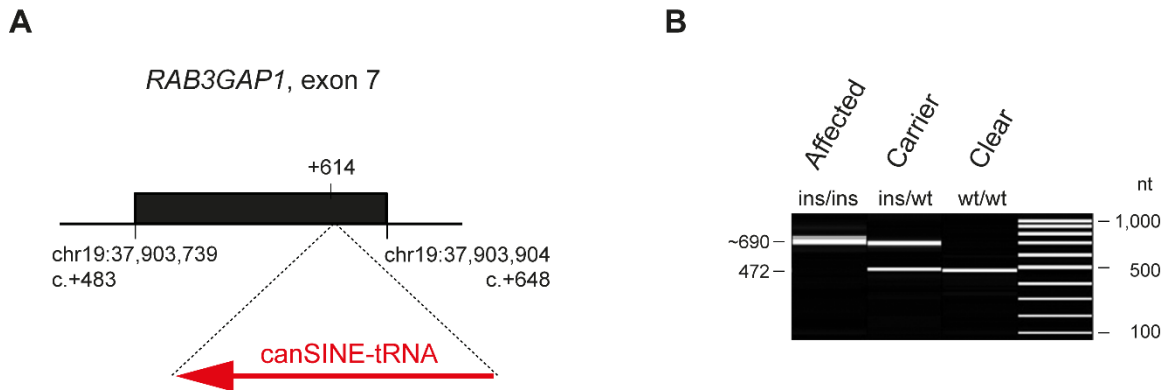 A
RAB3GAP1, exon 7
+614
chr19:37,903,739
c.+483
chr19:37,903,904
c.+648
canSINE-tRNA
B
Affected
Carrier
Clear
ins/ins
ins/wt
wt/wt
nt
~690
472
1,000
500
100